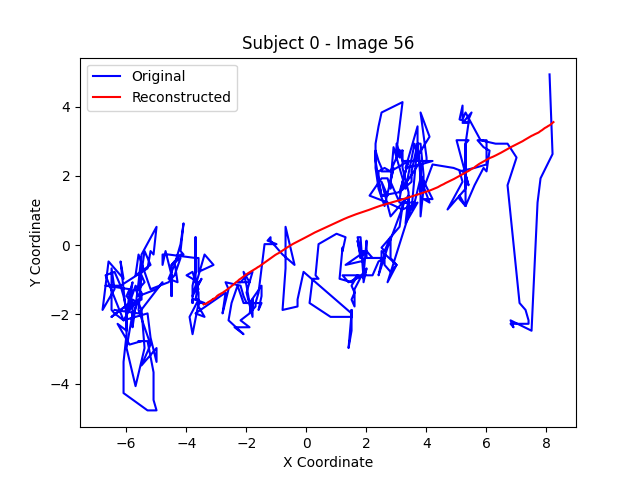 Subject 0 - Image 56
Original
Reconstructed
Y Coordinate
4
2
0
−2
−4
−6 −4 −2 0 2 4 6 8
X Coordinate